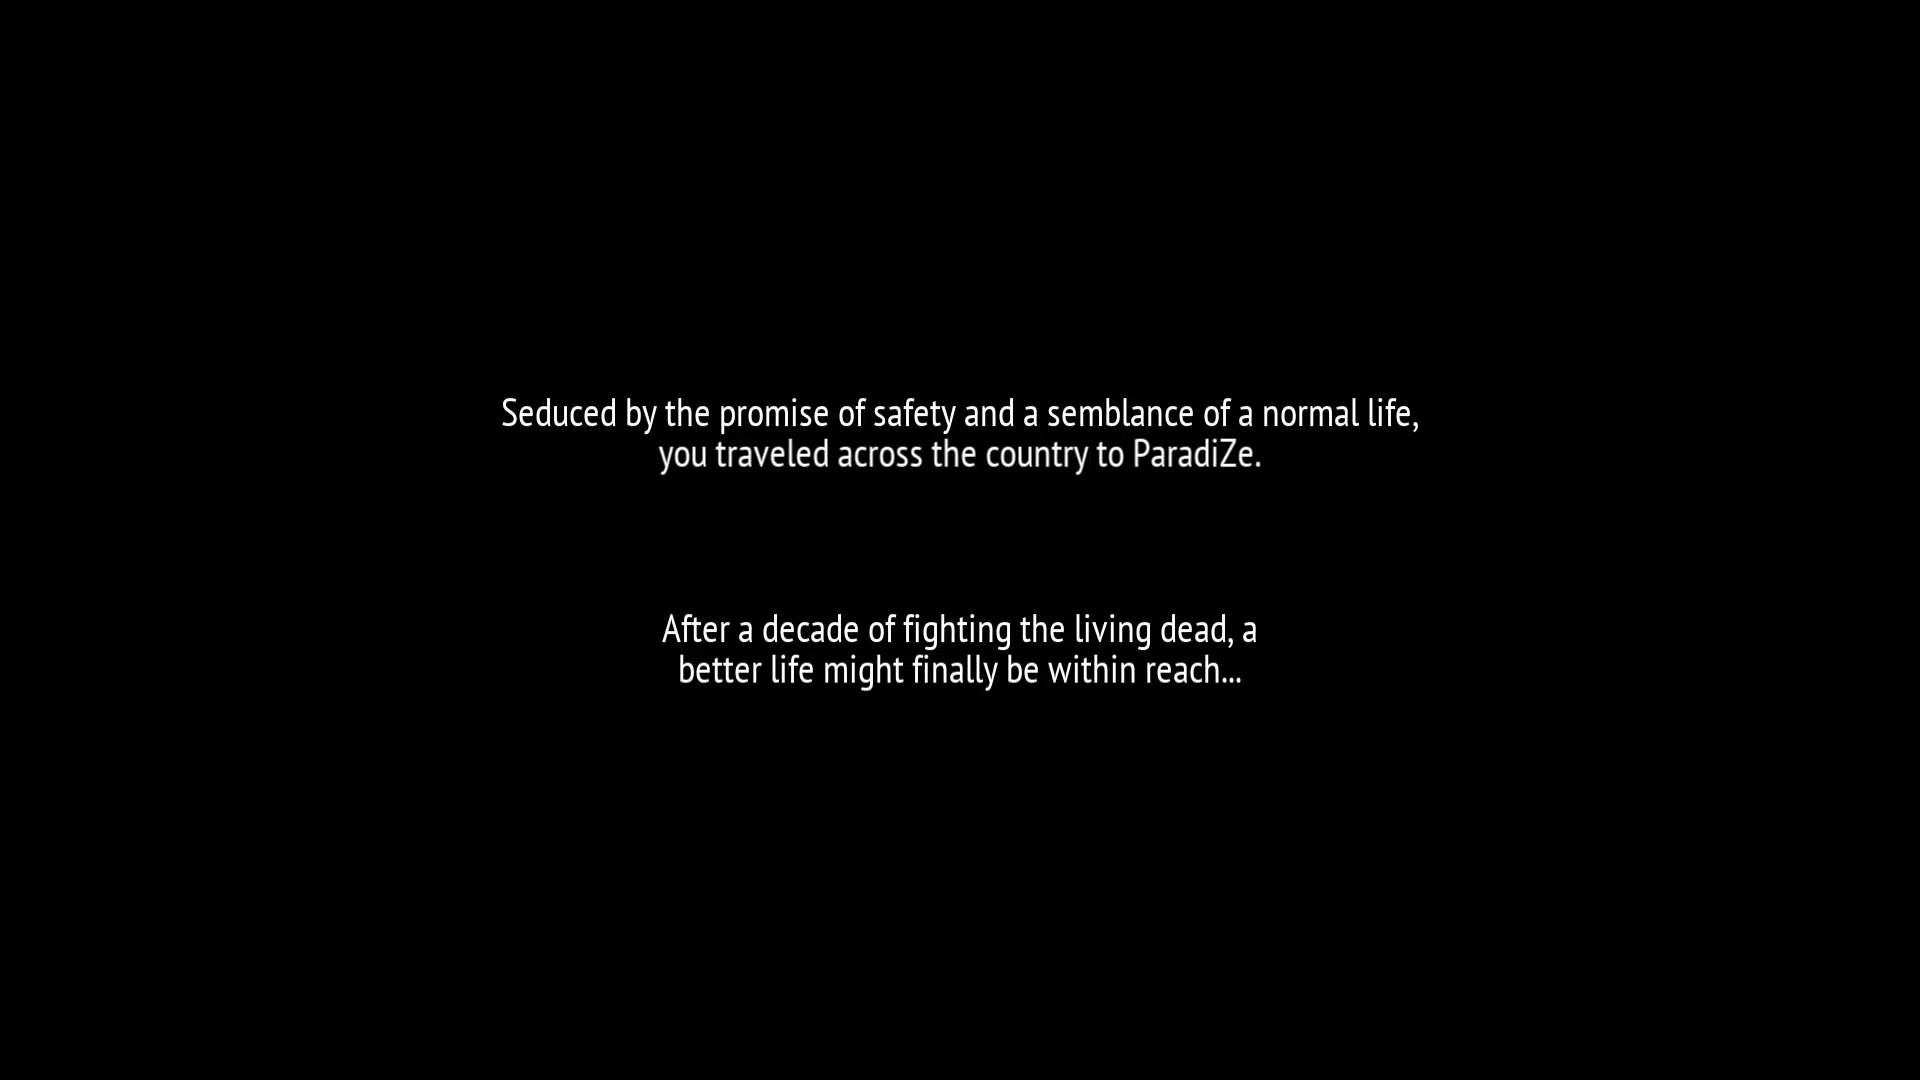 Seduced by the promise of safety and a semblance of a normal life,
you traveled across the country to ParadiZe.
After a decade of fighting the living dead, a
better life might finally be within reach...